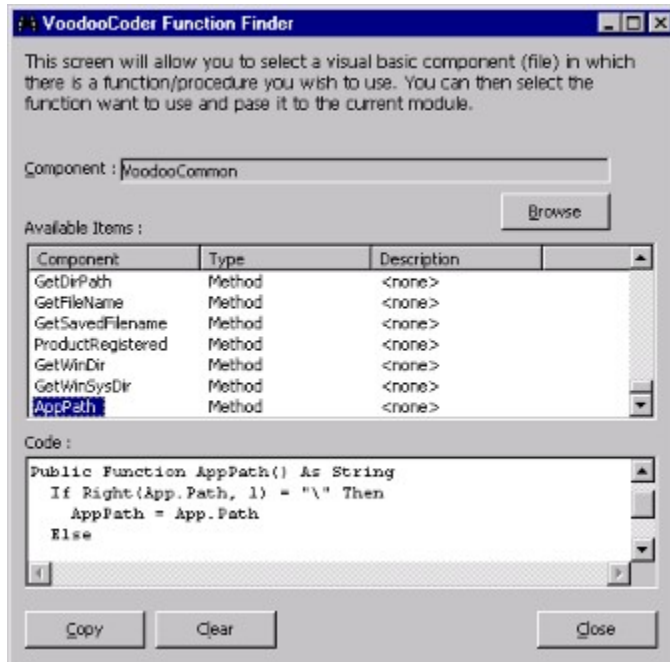 VoodooCoder Function Finder
This screen will allow you to select a visual basic component (file) in which
there is a function/procedure you wish to use. You can then select the
function want to use and pase it to the current module.
Component : VoodooCommon
Browse
Available Items :
Component Type Description
GetDirPath Method <none>
GetFileName Method <none>
GetSavedFilename Method <none>
ProductRegistered Method <none>
GetWinDir Method <none>
GetWinSysDir Method <none>
AppPath Method <none>
Code :
Public Function AppPath() As String
If Right(App.Path, 1) = "\" Then
AppPath = App.Path
Else
Copy Clear Close